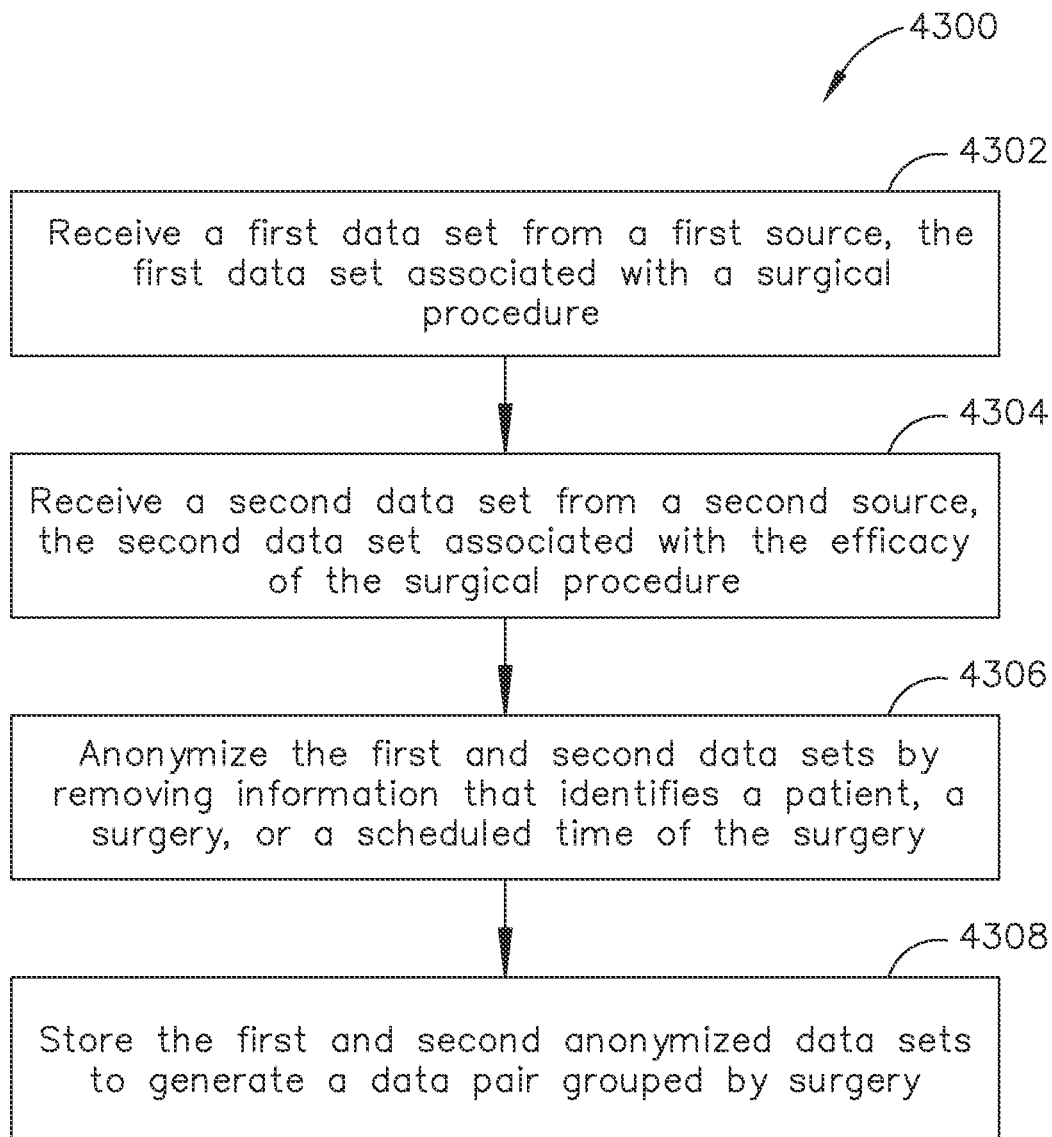 4300
4302
Receive a first data set from a first source, the
first data set associated with a surgical
procedure
4304
Receive a second data set from a second source,
the second data set associated with the efficacy
of the surgical procedure
4306
Anonymize the first and second data sets by
removing information that identifies a patient, a
surgery, or a scheduled time of the surgery
4308
Store the first and second anonymized data sets
to generate a data pair grouped by surgery